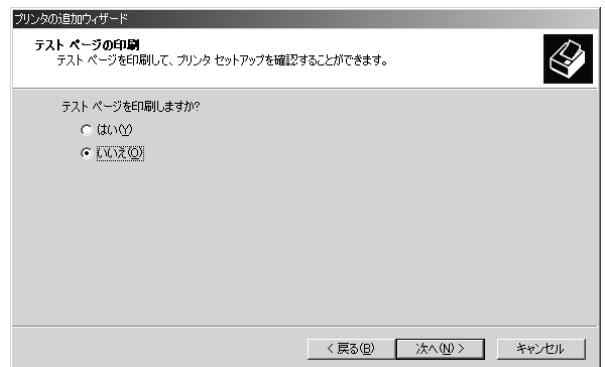 プリンタの追加ウィザード
テスト ページの印刷
テスト ページを印刷して、プリンタ セットアップを確認することができます。
テスト ページを印刷しますか?
はい(Y)
いいえ(O)
< 戻る(B)
次へ(N) >
キャンセル